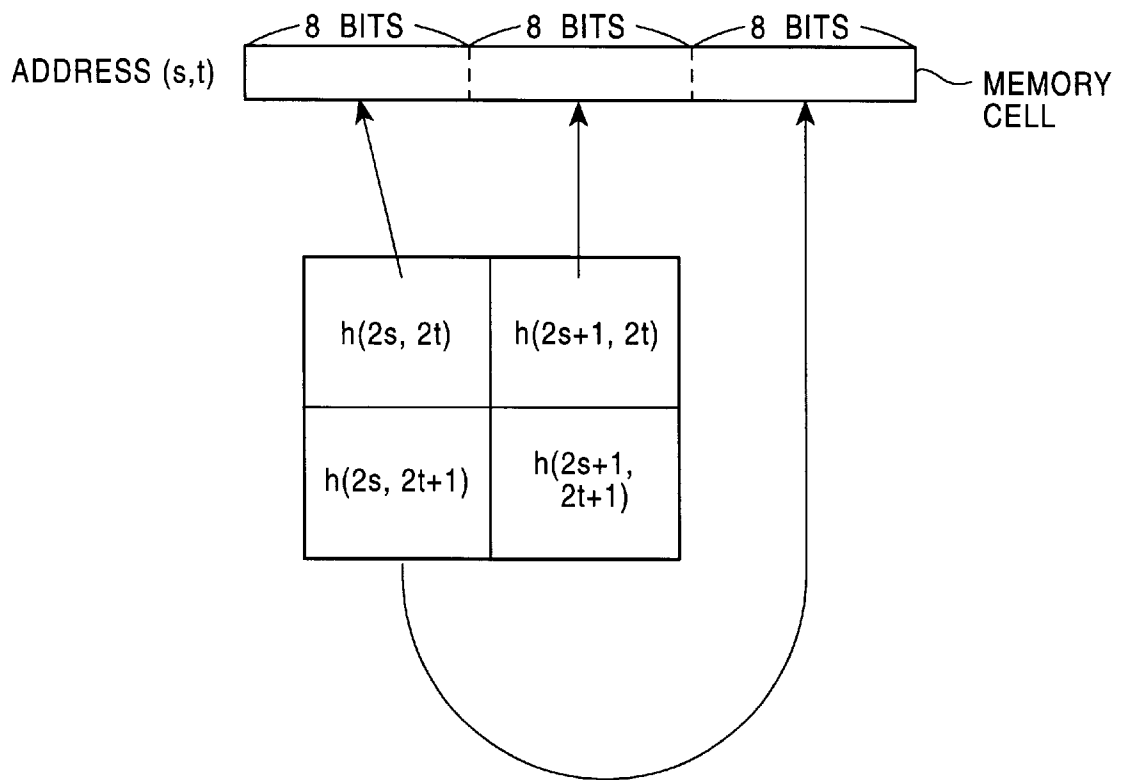 8 BITS 8 BITS 8 BITS
ADDRESS (s,t)
MEMORY
CELL
h(2s, 2t) h(2s+1, 2t)
h(2s, 2t+1) h(2s+1,
2t+1)